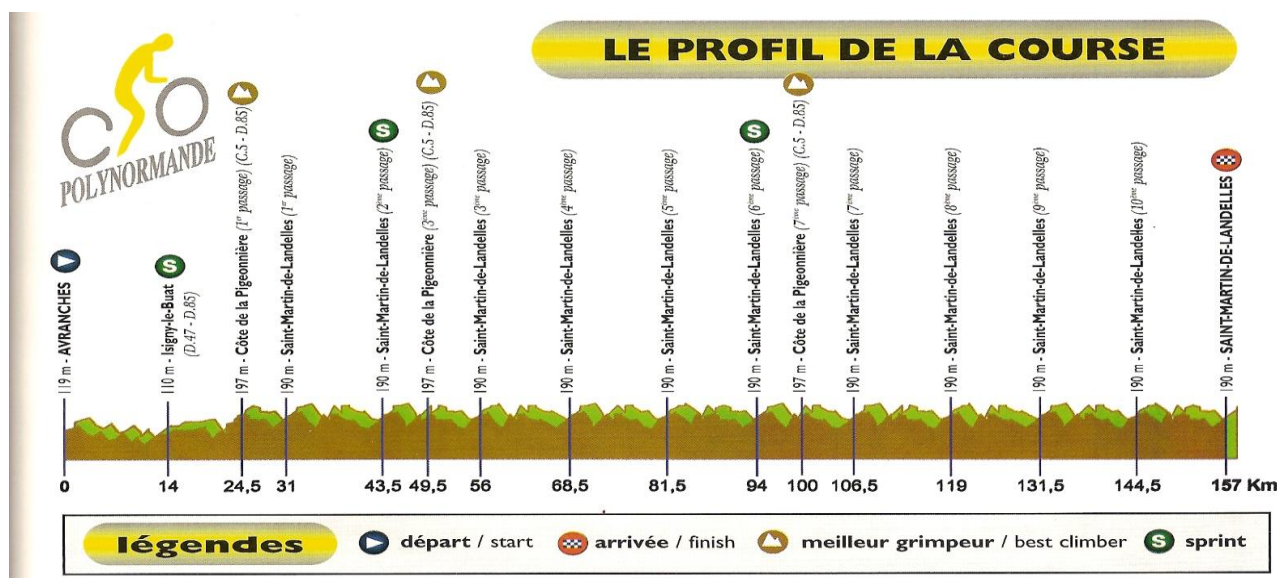 LE PROFIL DE LA COURSE
POLYNORMANDE
119 m - AVRANCHES
110 m - Isigny-le-Buat
(D.47 - D.85)
S
197 m - Côte de la Pigeonnière (1er passage) (C.5 - D.85)
190 m - Saint-Martin-de-Landelles (1er passage)
190 m - Saint-Martin-de-Landelles (2ème passage)
S
197 m - Côte de la Pigeonnière (3ème passage) (C.5 - D.85)
190 m - Saint-Martin-de-Landelles (3ème passage)
190 m - Saint-Martin-de-Landelles (4ème passage)
190 m - Saint-Martin-de-Landelles (5ème passage)
190 m - Saint-Martin-de-Landelles (6ème passage)
S
197 m - Côte de la Pigeonnière (7ème passage) (C.5 - D.85)
190 m - Saint-Martin-de-Landelles (7ème passage)
190 m - Saint-Martin-de-Landelles (8ème passage)
190 m - Saint-Martin-de-Landelles (9ème passage)
190 m - Saint-Martin-de-Landelles (10ème passage)
190 m - SAINT-MARTIN-DE-LANDELLES
0 14 24,5 31 43,5 49,5 56 68,5 81,5 94 100 106,5 119 131,5 144,5 157 Km
légendes départ / start arrivée / finish meilleur grimpeur / best climber S sprint